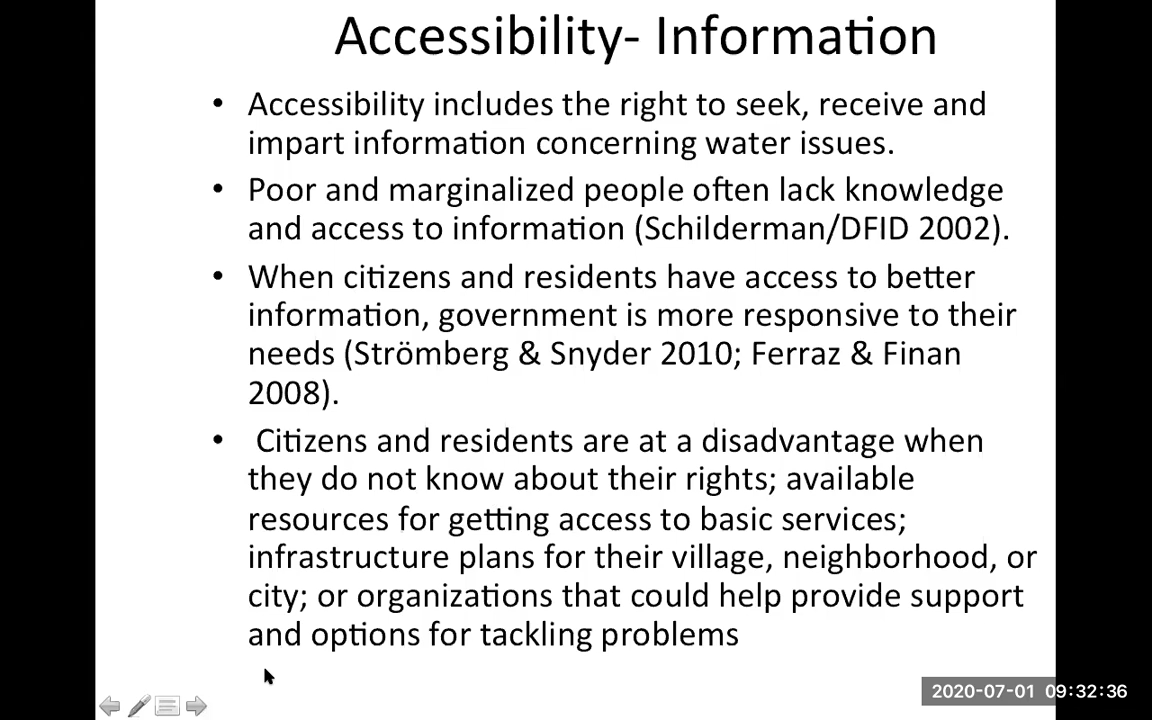 Accessibility- Information
• Accessibility includes the right to seek, receive and
impart information concerning water issues.
• Poor and marginalized people often lack knowledge
and access to information (Schilderman/DFID 2002).
• When citizens and residents have access to better
information, government is more responsive to their
needs (Strömberg & Snyder 2010; Ferraz & Finan
2008).
• Citizens and residents are at a disadvantage when
they do not know about their rights; available
resources for getting access to basic services;
infrastructure plans for their village, neighborhood, or
city; or organizations that could help provide support
and options for tackling problems
2020-07-01 09:32:36